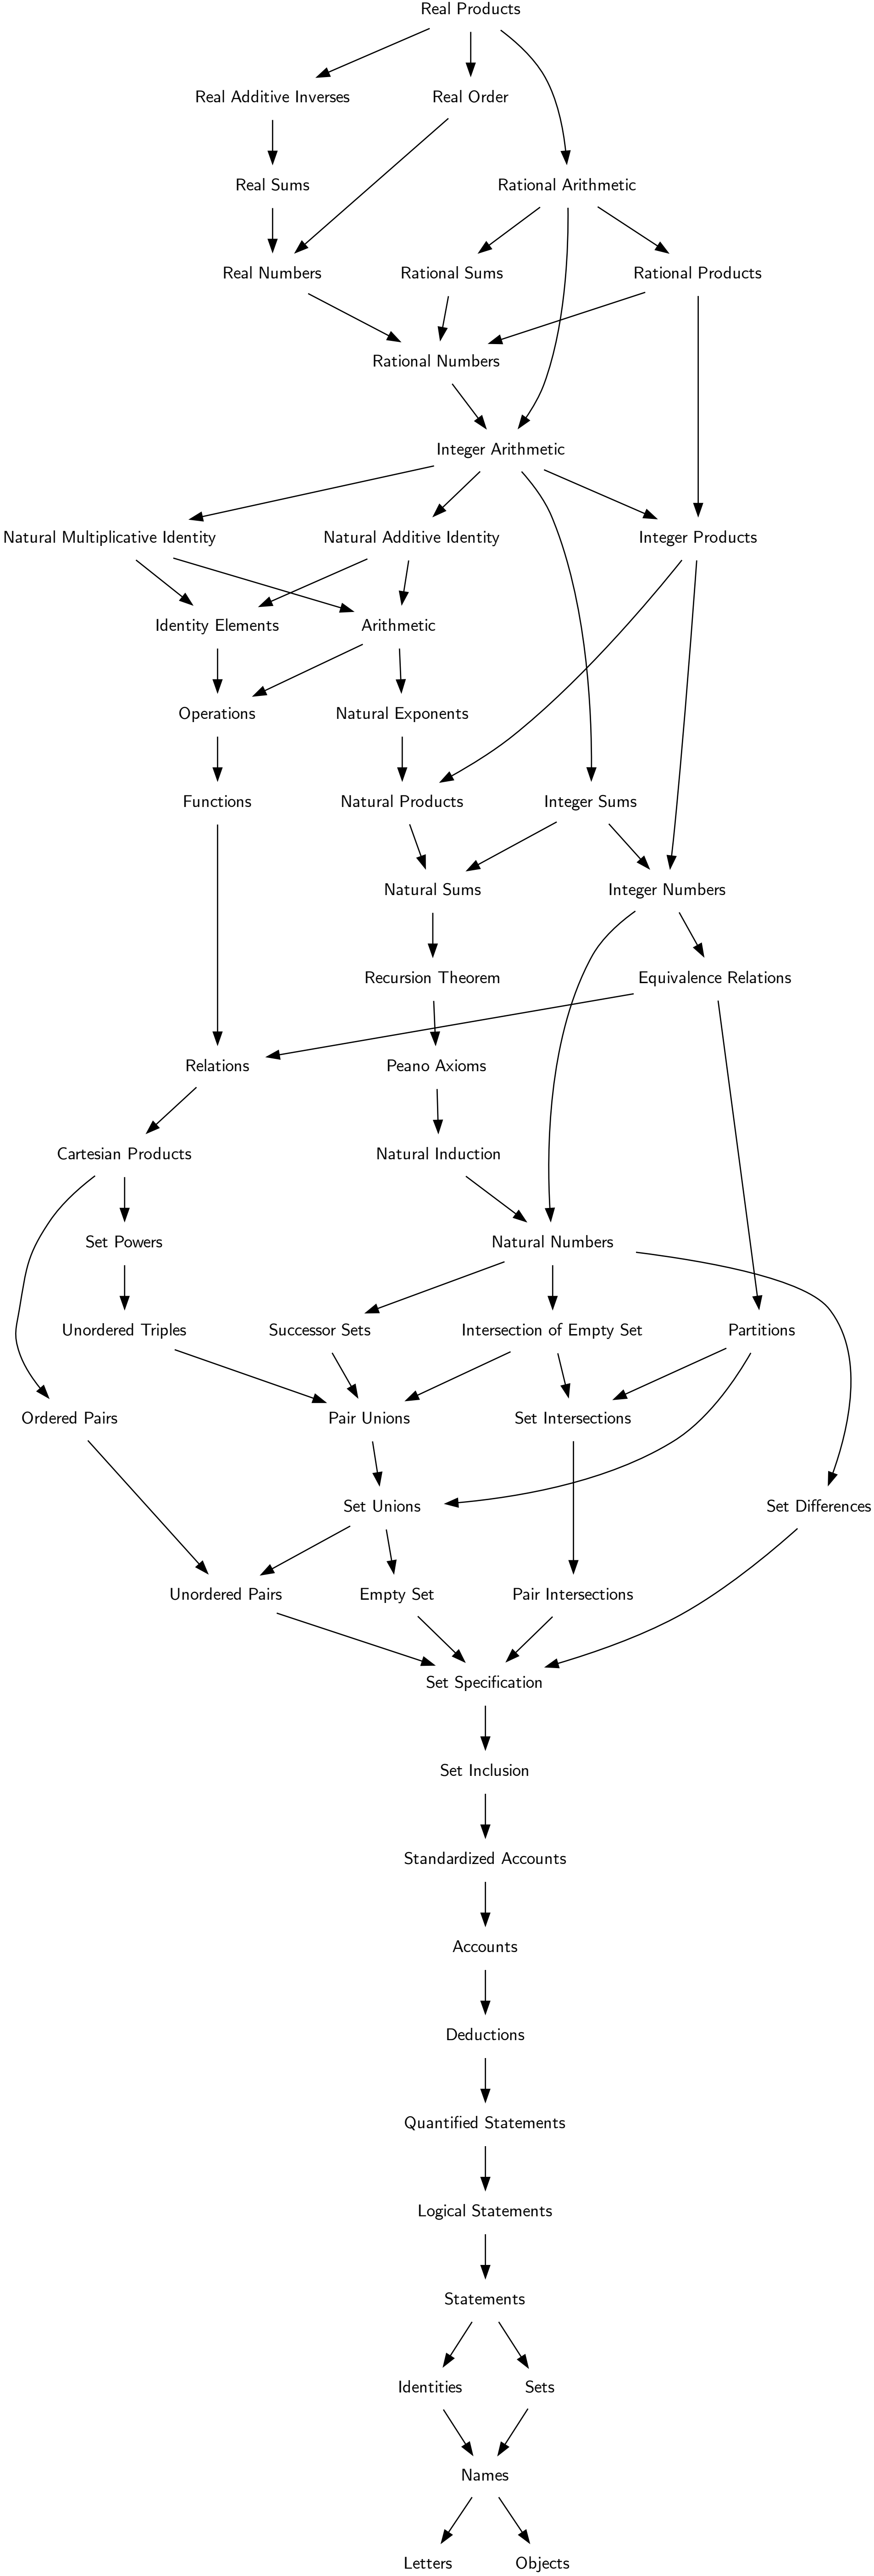 Real Products
Real Additive Inverses
Real Order
Real Sums
Rational Arithmetic
Real Numbers
Rational Sums
Rational Products
Rational Numbers
Integer Arithmetic
Natural Multiplicative Identity
Natural Additive Identity
Integer Products
Identity Elements
Arithmetic
Operations
Natural Exponents
Functions
Natural Products
Integer Sums
Natural Sums
Integer Numbers
Recursion Theorem
Equivalence Relations
Relations
Peano Axioms
Cartesian Products
Natural Induction
Set Powers
Natural Numbers
Unordered Triples
Successor Sets
Intersection of Empty Set
Partitions
Ordered Pairs
Pair Unions
Set Intersections
Set Unions
Set Differences
Unordered Pairs
Empty Set
Pair Intersections
Set Specification
Set Inclusion
Standardized Accounts
Accounts
Deductions
Quantified Statements
Logical Statements
Statements
Identities
Sets
Names
Letters
Objects